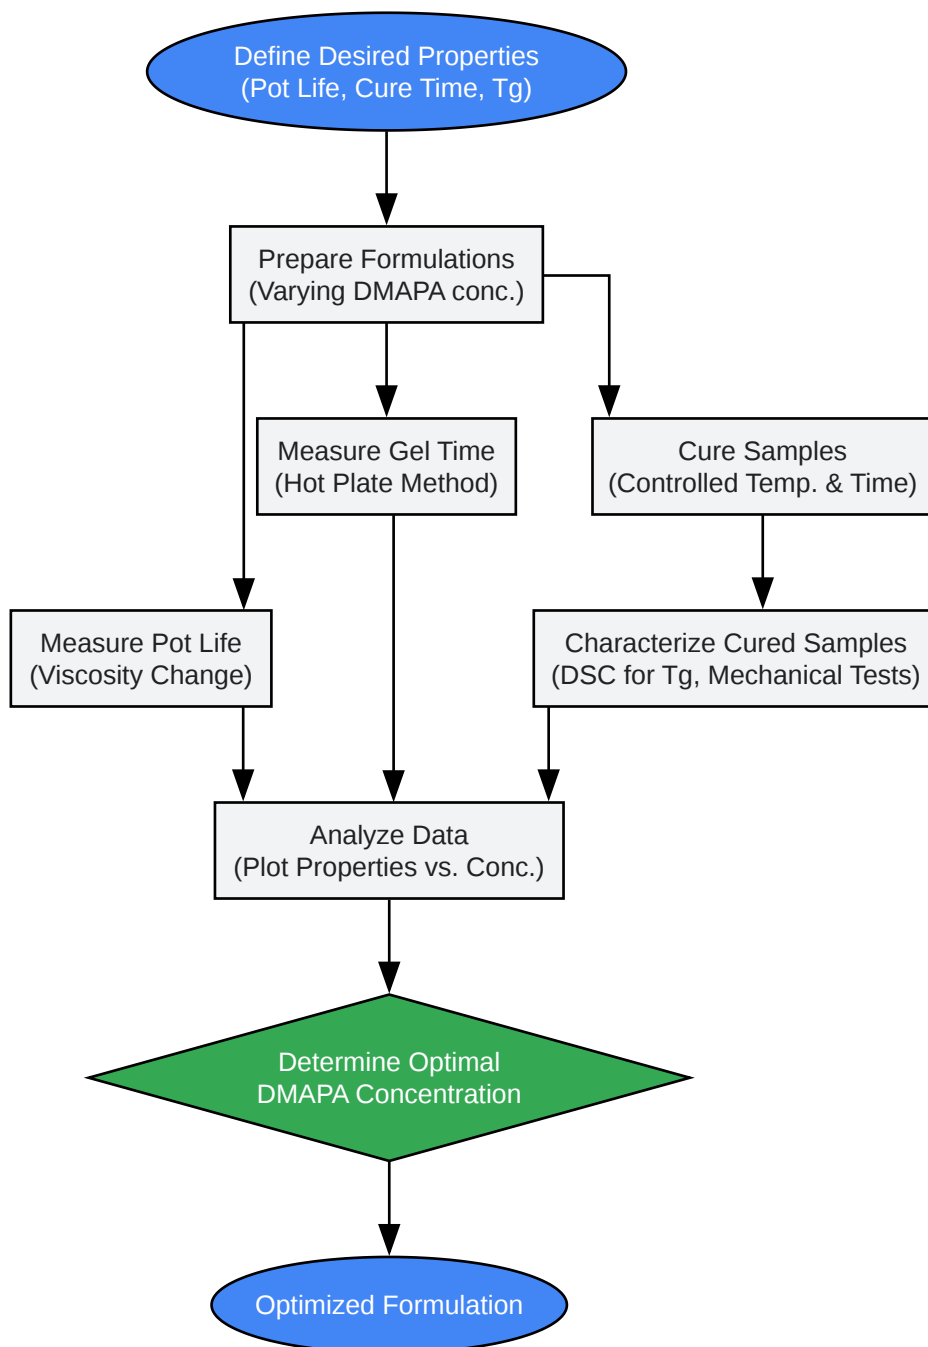 Define Desired Properties
(Pot Life, Cure Time, Tg)
Prepare Formulations
(Varying DMAPA conc.)
Measure Gel Time
(Hot Plate Method)
Cure Samples
(Controlled Temp. & Time)
Measure Pot Life
(Viscosity Change)
Characterize Cured Samples
(DSC for Tg, Mechanical Tests)
Analyze Data
(Plot Properties vs. Conc.)
Determine Optimal
DMAPA Concentration
Optimized Formulation